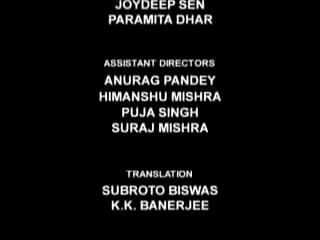 JOYDEEP SEN
PARAMITA DHAR
ASSISTANT DIRECTORS
ANURAG PANDEY
HIMANSHU MISHRA
PUJA SINGH
SURAJ MISHRA
TRANSLATION
SUBROTO BISWAS
K.K. BANERJEE